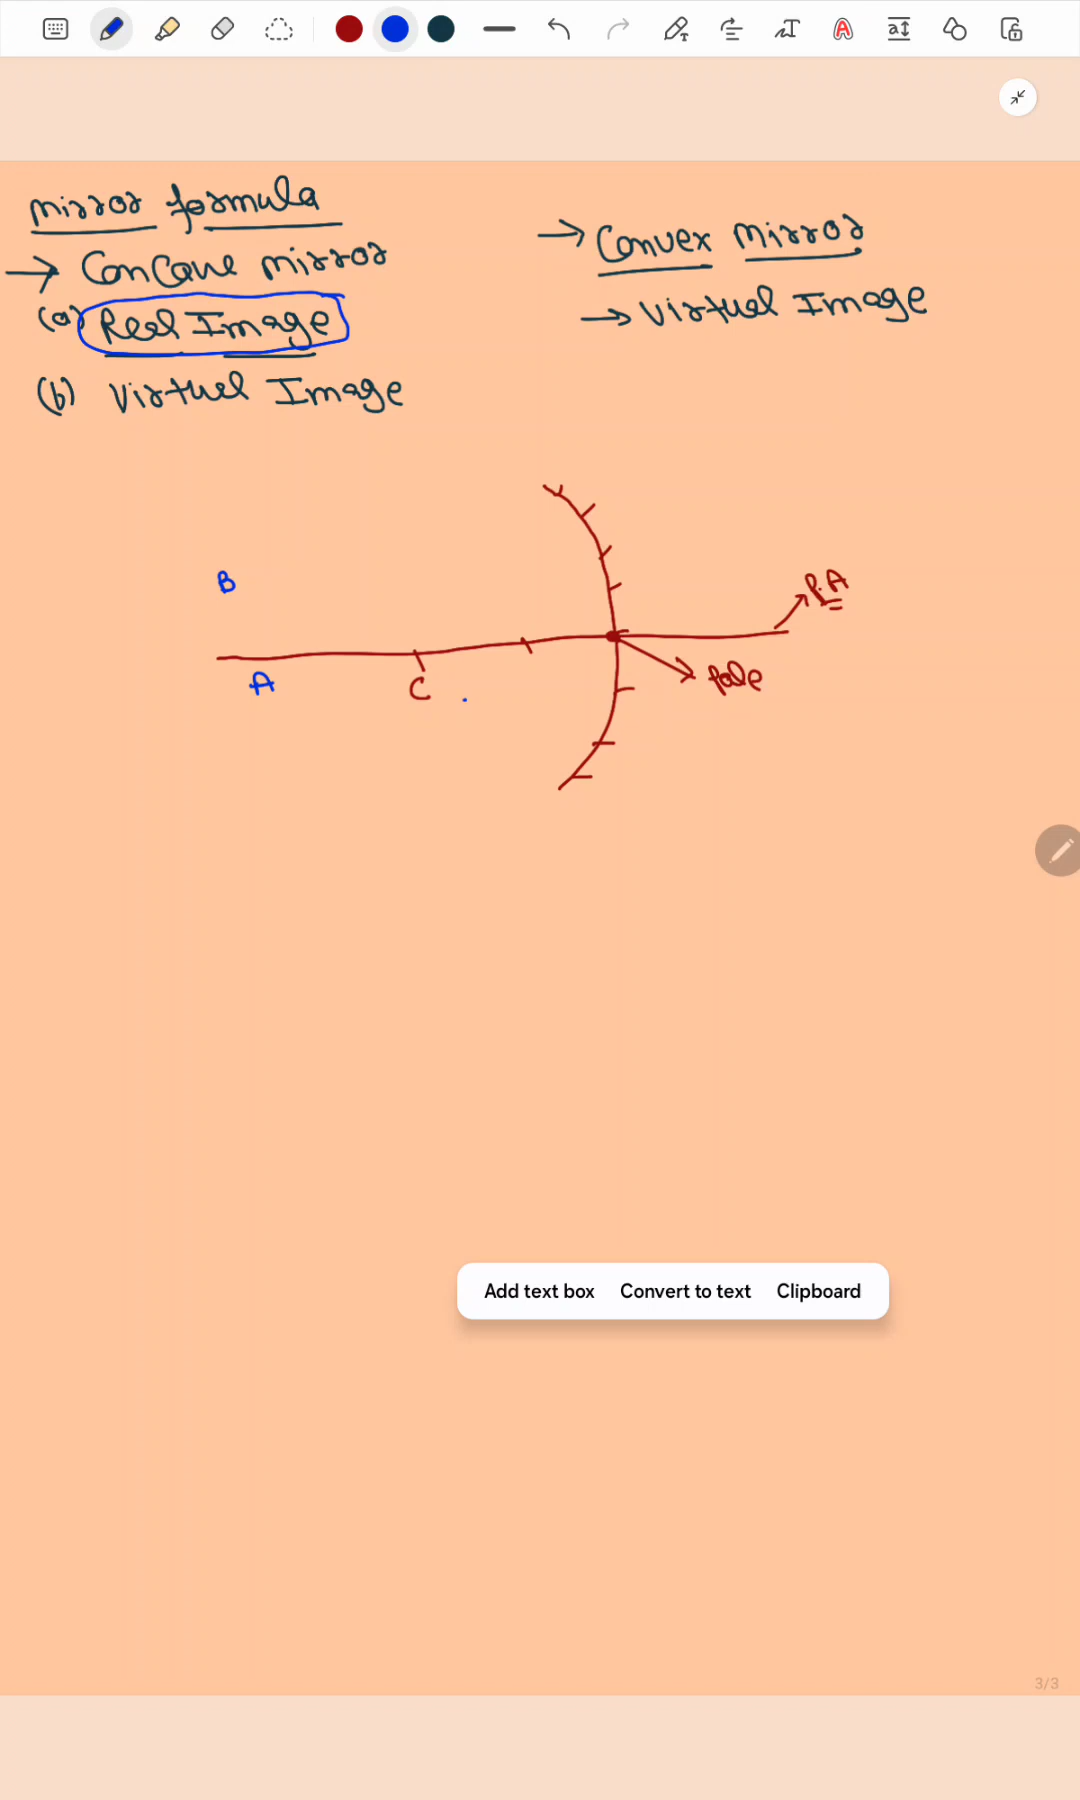 mirror formula
→ Concave mirror
(a) Real Image
(b) Virtual Image
→ Convex mirror
→ Virtual Image
B
A
C
P.A
Pole
Add text box Convert to text Clipboard
3/3